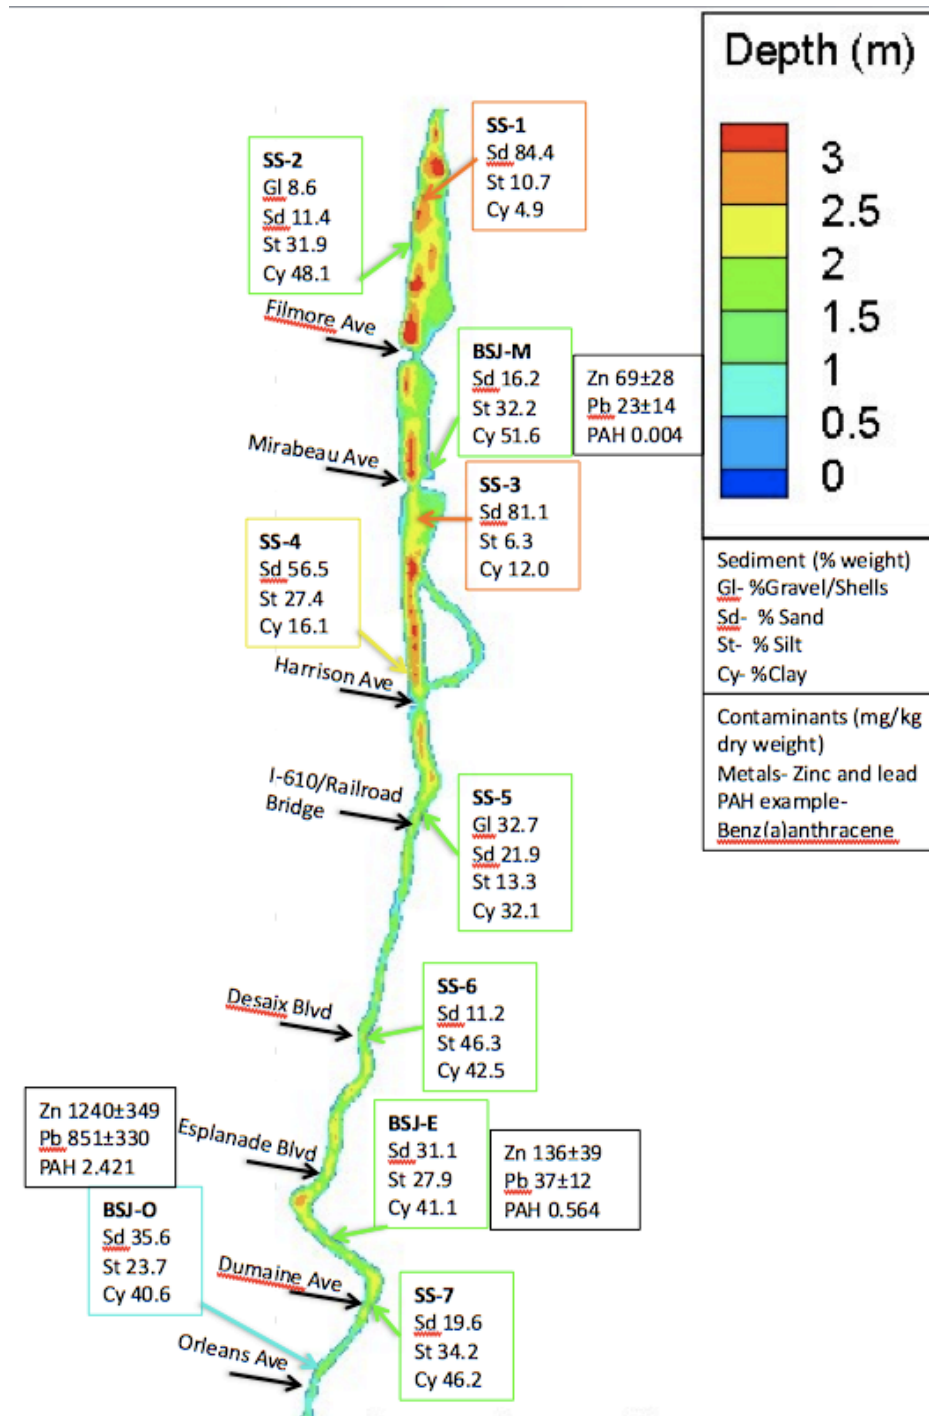 Depth (m)
3
2.5
2
1.5
1
0.5
0
SS-1
Sd 84.4
St 10.7
Cy 4.9
SS-2
Gl 8.6
Sd 11.4
St 31.9
Cy 48.1
Filmore Ave
BSJ-M
Sd 16.2
St 32.2
Cy 51.6
Zn 69±28
Pb 23±14
PAH 0.004
Mirabeau Ave
SS-3
Sd 81.1
St 6.3
Cy 12.0
SS-4
Sd 56.5
St 27.4
Cy 16.1
Harrison Ave
Sediment (% weight)
Gl- %Gravel/Shells
Sd- % Sand
St- % Silt
Cy- %Clay
Contaminants (mg/kg
dry weight)
Metals- Zinc and lead
PAH example-
Benz(a)anthracene
I-610/Railroad
Bridge
SS-5
Gl 32.7
Sd 21.9
St 13.3
Cy 32.1
Desaix Blvd
SS-6
Sd 11.2
St 46.3
Cy 42.5
Zn 1240±349
Pb 851±330
PAH 2.421
Esplanade Blvd
BSJ-E
Sd 31.1
St 27.9
Cy 41.1
Zn 136±39
Pb 37±12
PAH 0.564
BSJ-O
Sd 35.6
St 23.7
Cy 40.6
Dumaine Ave
SS-7
Sd 19.6
St 34.2
Cy 46.2
Orleans Ave